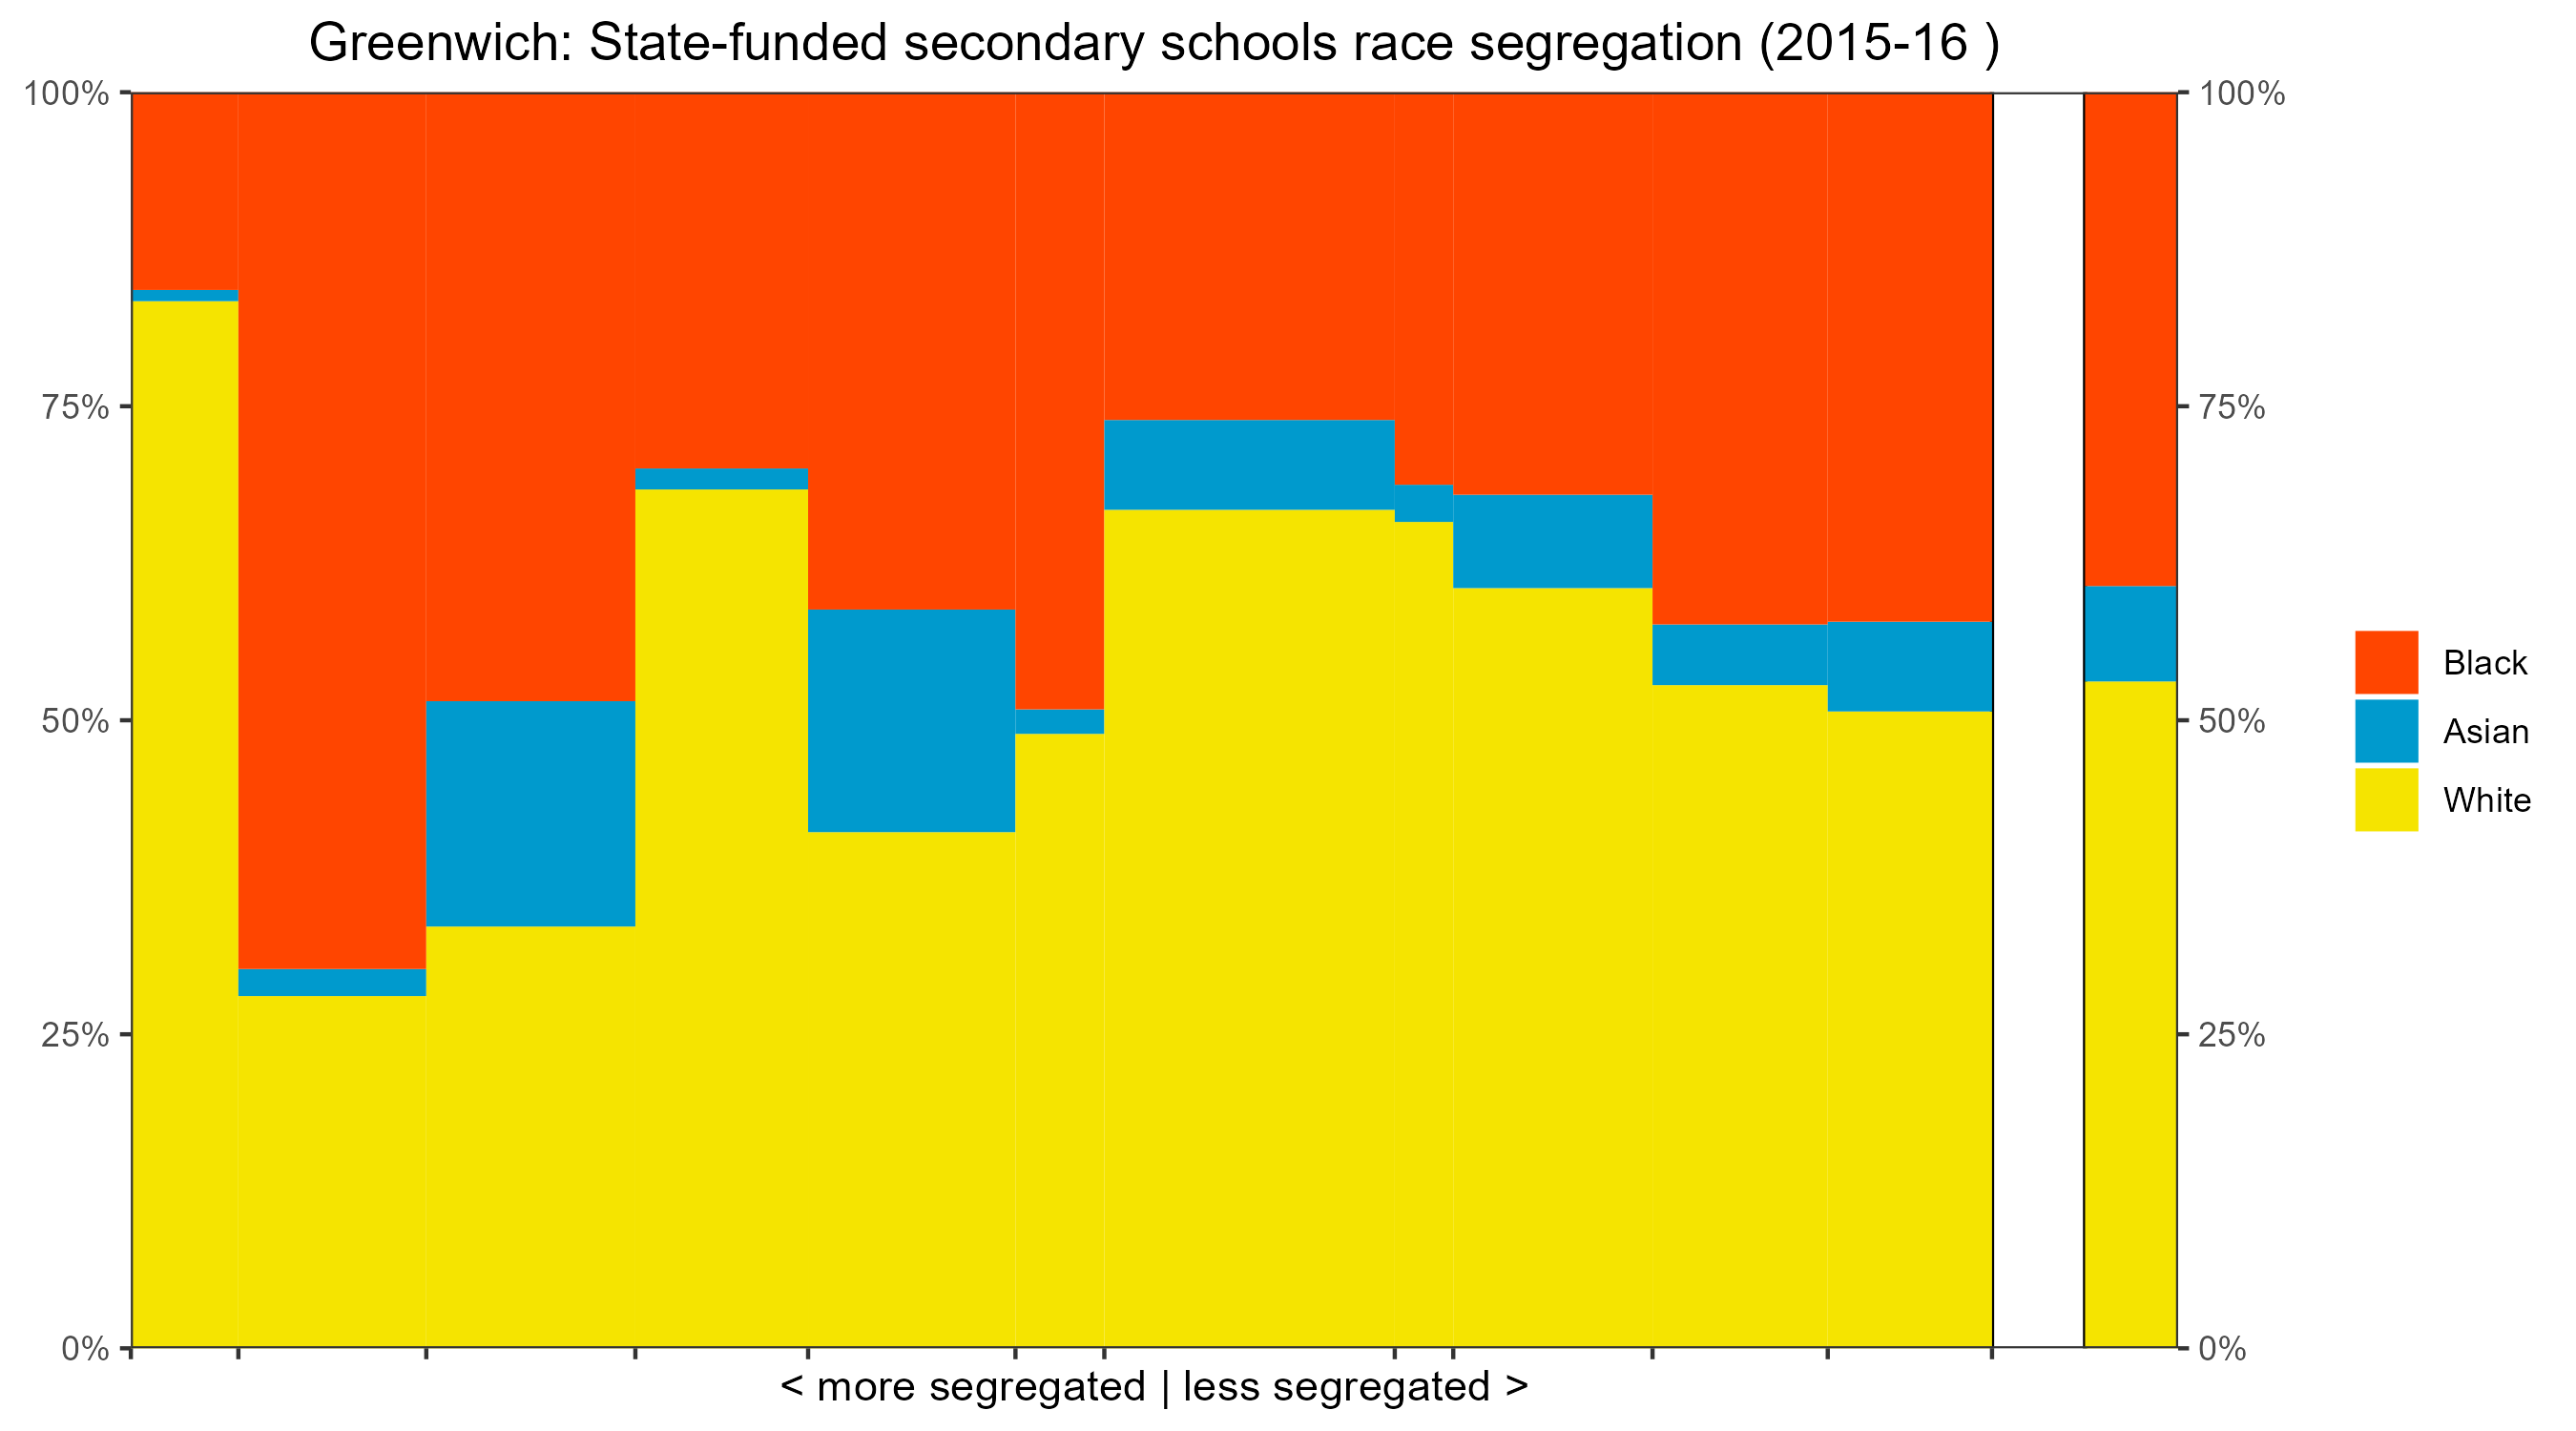 Greenwich: State-funded secondary schools race segregation (2015-16 )
100%
75%
50%
25%
0%
100%
75%
50%
25%
0%
Black
Asian
White
< more segregated | less segregated >